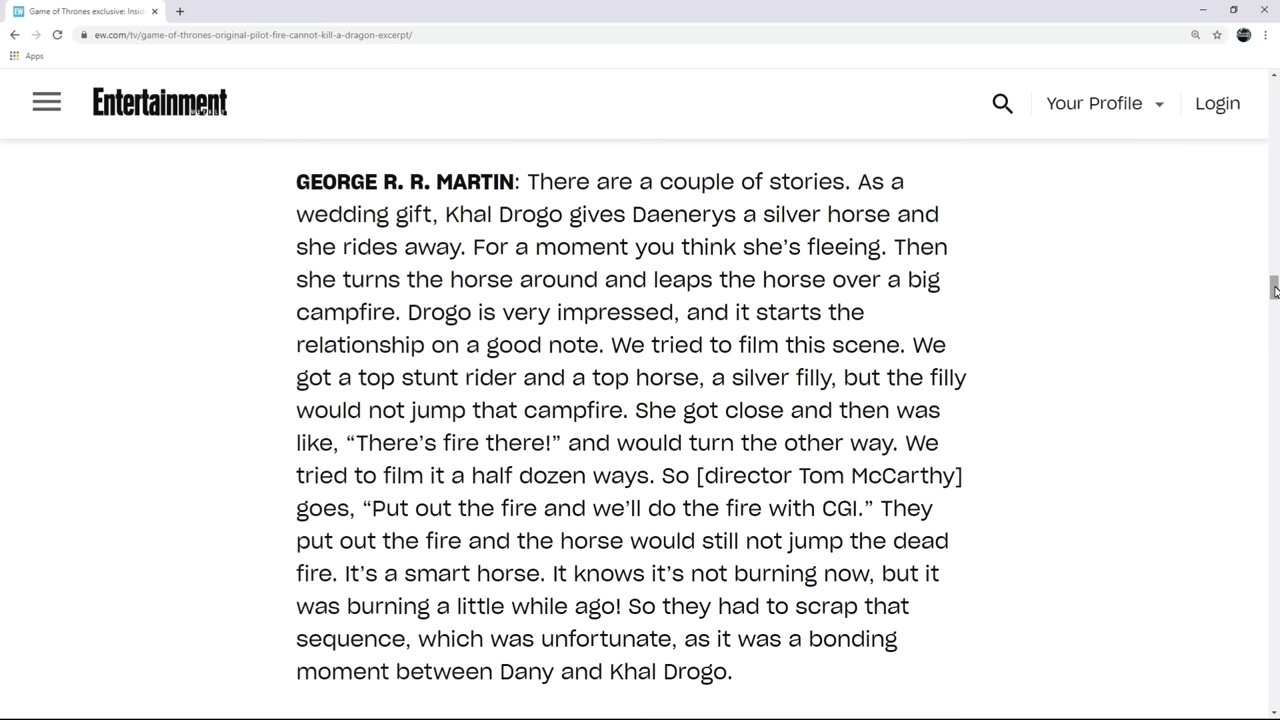 Game of Thrones exclusive: Insid
ew.com/tv/game-of-thrones-original-pilot-fire-cannot-kill-a-dragon-excerpt/
Apps
Entertainment
Your Profile
Login
GEORGE R. R. MARTIN: There are a couple of stories. As a
wedding gift, Khal Drogo gives Daenerys a silver horse and
she rides away. For a moment you think she’s fleeing. Then
she turns the horse around and leaps the horse over a big
campfire. Drogo is very impressed, and it starts the
relationship on a good note. We tried to film this scene. We
got a top stunt rider and a top horse, a silver filly, but the filly
would not jump that campfire. She got close and then was
like, “There’s fire there!” and would turn the other way. We
tried to film it a half dozen ways. So [director Tom McCarthy]
goes, “Put out the fire and we’ll do the fire with CGI.” They
put out the fire and the horse would still not jump the dead
fire. It’s a smart horse. It knows it’s not burning now, but it
was burning a little while ago! So they had to scrap that
sequence, which was unfortunate, as it was a bonding
moment between Dany and Khal Drogo.